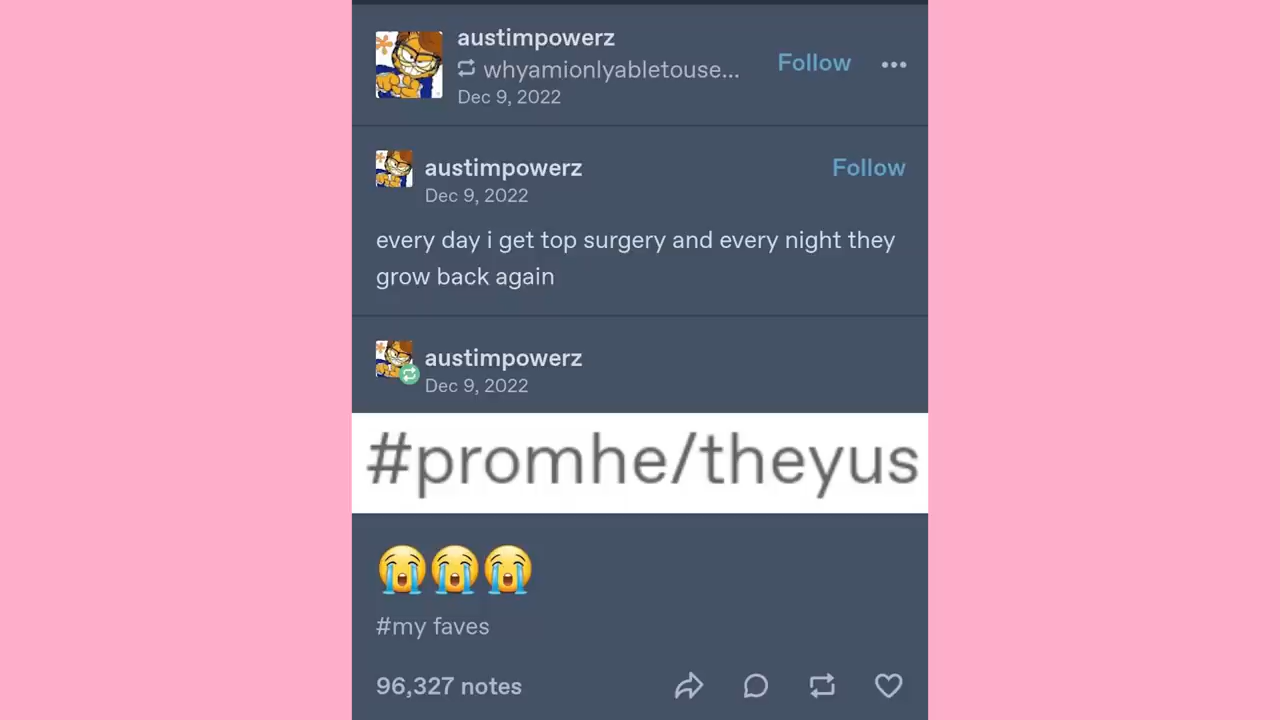 austimpowerz
whyamionlyabletouse...
Follow
Dec 9, 2022
austimpowerz
Follow
Dec 9, 2022
every day i get top surgery and every night they
grow back again
austimpowerz
Dec 9, 2022
#promhe/theyus
😭😭😭
#my faves
96,327 notes